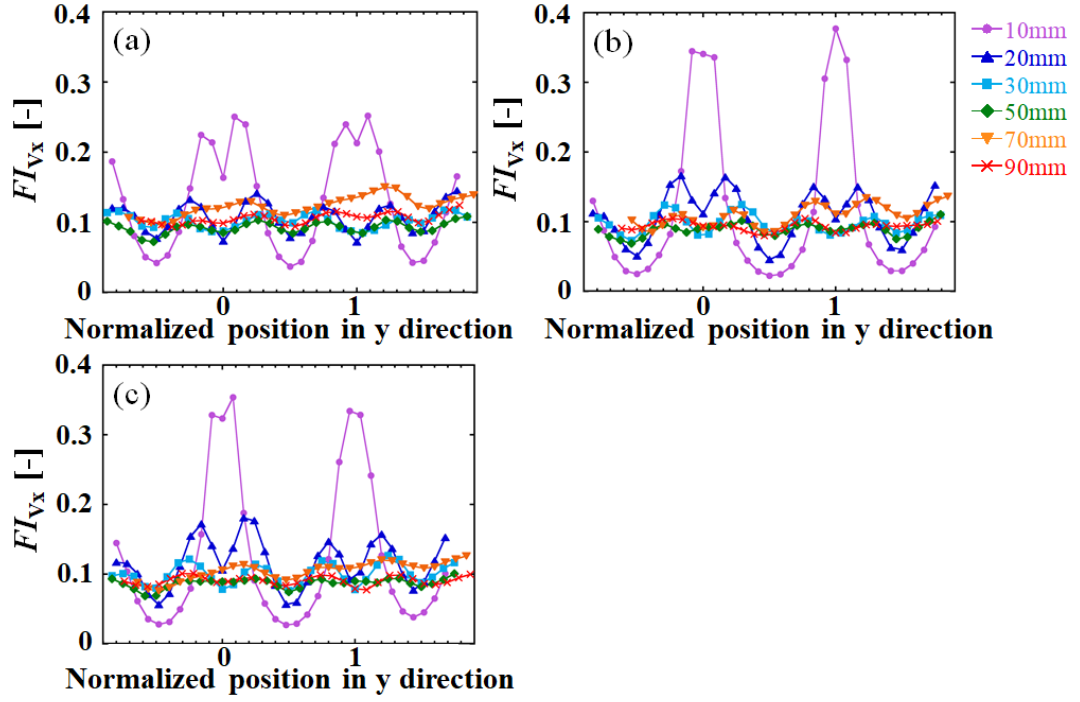 0.4
(a)
0.3
0.2
0.1
0
FI_Vx [-]
0 1
Normalized position in y direction
0.4
(b)
0.3
0.2
0.1
0
FI_Vx [-]
0 1
Normalized position in y direction
10mm
20mm
30mm
50mm
70mm
90mm
0.4
(c)
0.3
0.2
0.1
0
FI_Vx [-]
0 1
Normalized position in y direction